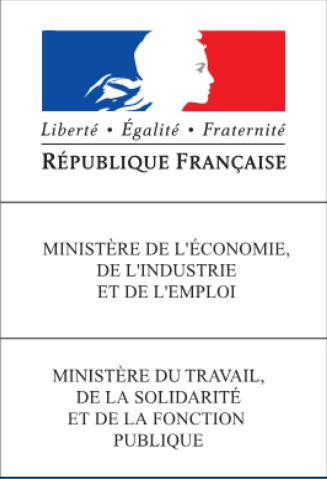 Liberté • Égalité • Fraternité
RÉPUBLIQUE FRANÇAISE
MINISTÈRE DE L'ÉCONOMIE,
DE L'INDUSTRIE
ET DE L'EMPLOI
MINISTÈRE DU TRAVAIL,
DE LA SOLIDARITÉ
ET DE LA FONCTION
PUBLIQUE